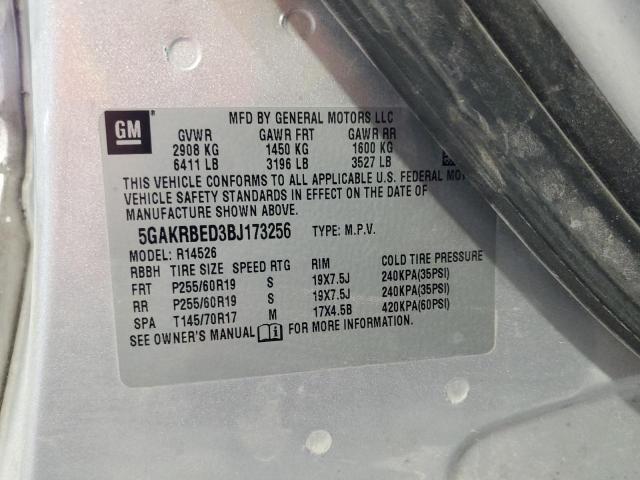 GM
MFD BY GENERAL MOTORS LLC
GVWR GAWR FRT GAWR RR
2908 KG 1450 KG 1600 KG
6411 LB 3196 LB 3527 LB
THIS VEHICLE CONFORMS TO ALL APPLICABLE U.S. FEDERAL
VEHICLE SAFETY STANDARDS IN EFFECT ON THE DATE OF
MANUFACTURE SHOWN ABOVE.
5GAKRBED3BJ173256 TYPE: M.P.V.
MODEL: R14526
RBBH TIRE SIZE SPEED RTG RIM COLD TIRE PRESSURE
FRT P255/60R19 S 19X7.5J 240KPA(35PSI)
RR P255/60R19 S 19X7.5J 240KPA(35PSI)
SPA T145/70R17 M 17X4.5B 420KPA(60PSI)
SEE OWNER'S MANUAL FOR MORE INFORMATION.